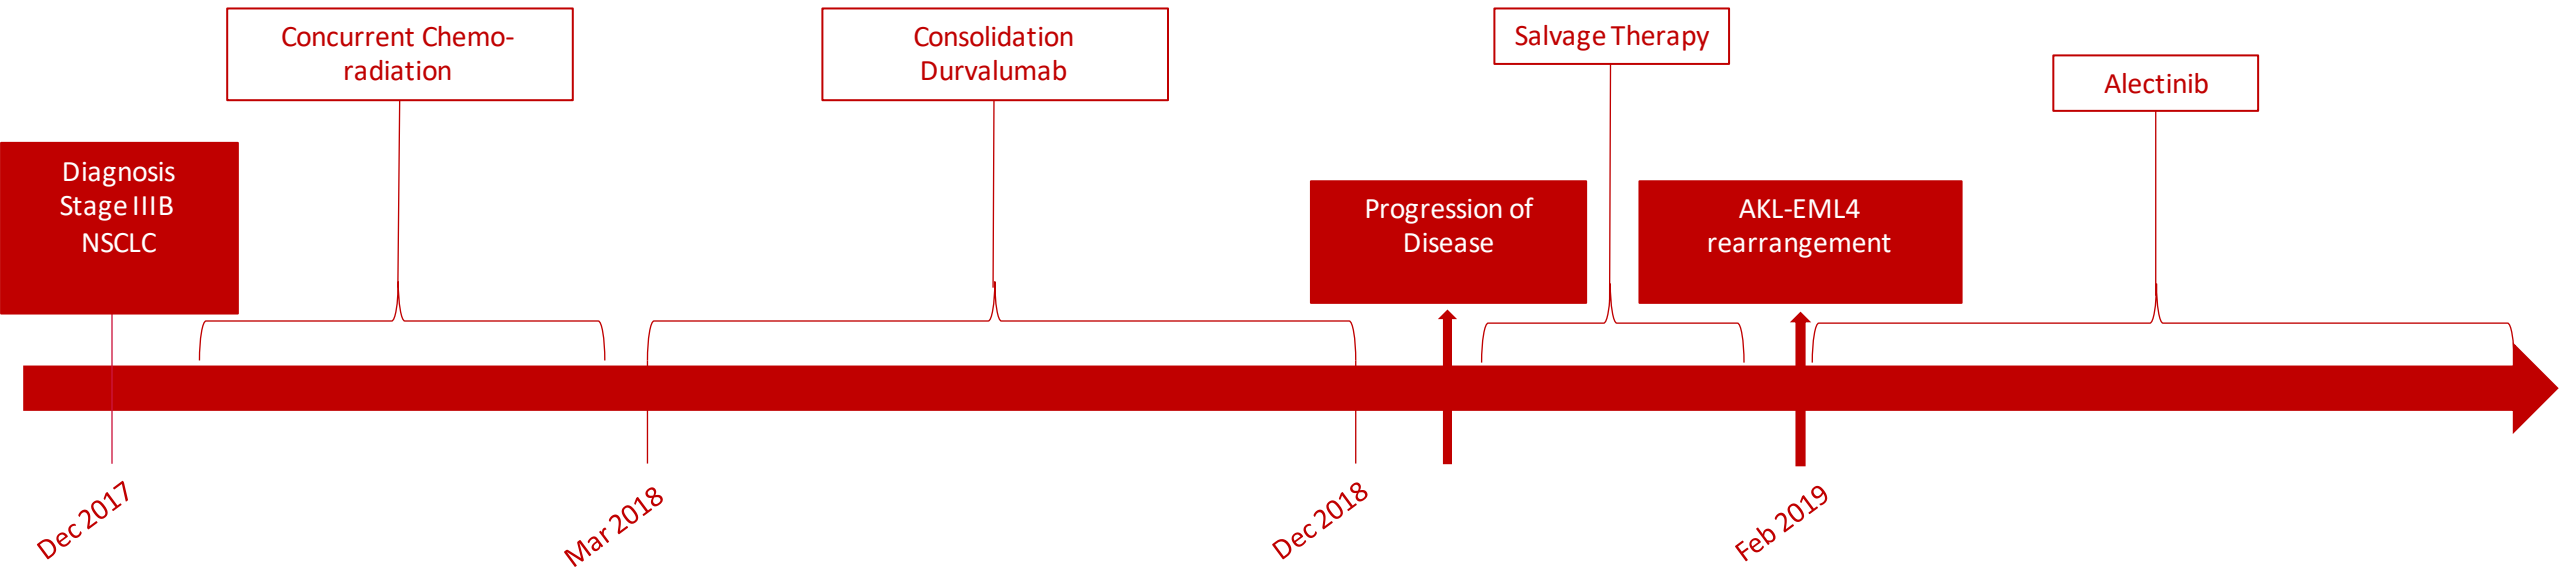 Concurrent Chemo-
radiation
Consolidation
Durvalumab
Salvage Therapy
Alectinib
Diagnosis
Stage IIIB
NSCLC
Progression of
Disease
AKL-EML4
rearrangement
Dec 2017
Mar 2018
Dec 2018
Feb 2019